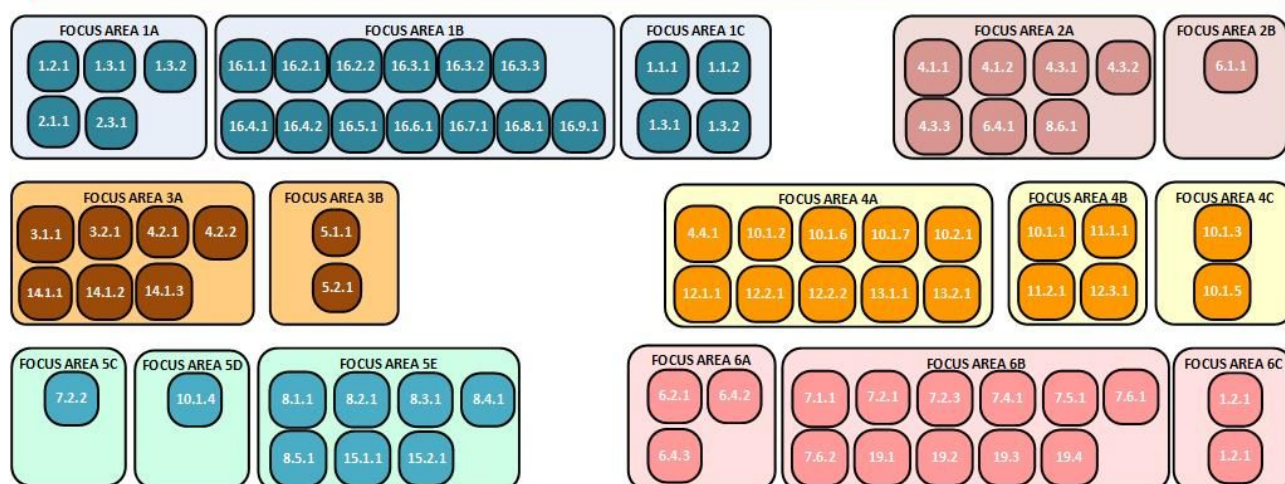 FOCUS AREA 1A
1.2.1 1.3.1 1.3.2
2.1.1 2.3.1
FOCUS AREA 1B
16.1.1 16.2.1 16.2.2 16.3.1 16.3.2 16.3.3
16.4.1 16.4.2 16.5.1 16.6.1 16.7.1 16.8.1 16.9.1
FOCUS AREA 1C
1.1.1 1.1.2
1.3.1 1.3.2
FOCUS AREA 2A
4.1.1 4.1.2 4.3.1 4.3.2
4.3.3 6.4.1 8.6.1
FOCUS AREA 2B
6.1.1
FOCUS AREA 3A
3.1.1 3.2.1 4.2.1 4.2.2
14.1.1 14.1.2 14.1.3
FOCUS AREA 3B
5.1.1
5.2.1
FOCUS AREA 4A
4.4.1 10.1.2 10.1.6 10.1.7 10.2.1
12.1.1 12.2.1 12.2.2 13.1.1 13.2.1
FOCUS AREA 4B
10.1.1 11.1.1
11.2.1 12.3.1
FOCUS AREA 4C
10.1.3
10.1.5
FOCUS AREA 5C
7.2.2
FOCUS AREA 5D
10.1.4
FOCUS AREA 5E
8.1.1 8.2.1 8.3.1 8.4.1
8.5.1 15.1.1 15.2.1
FOCUS AREA 6A
6.2.1 6.4.2
6.4.3
FOCUS AREA 6B
7.1.1 7.2.1 7.2.3 7.4.1 7.5.1 7.6.1
7.6.2 19.1 19.2 19.3 19.4
FOCUS AREA 6C
1.2.1
1.2.1